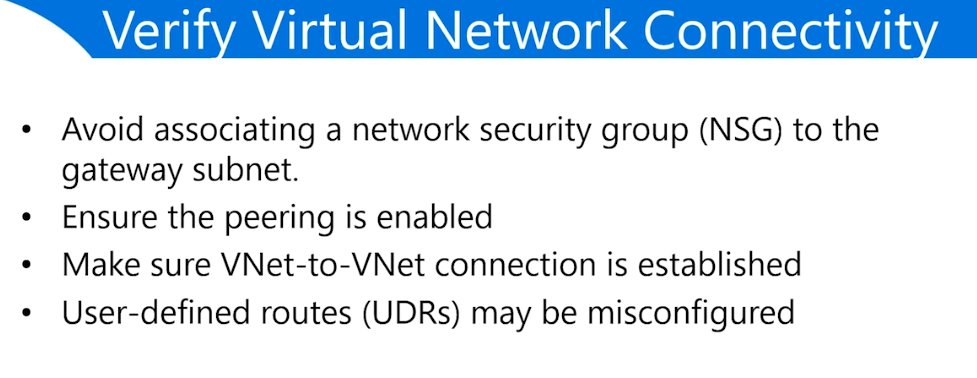 Verify Virtual Network Connectivity
• Avoid associating a network security group (NSG) to the
gateway subnet.
• Ensure the peering is enabled
• Make sure VNet-to-VNet connection is established
• User-defined routes (UDRs) may be misconfigured